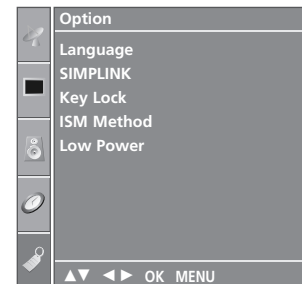 Option
Language
SIMPLINK
Key Lock
ISM Method
Low Power
▲▼ ◄► OK MENU